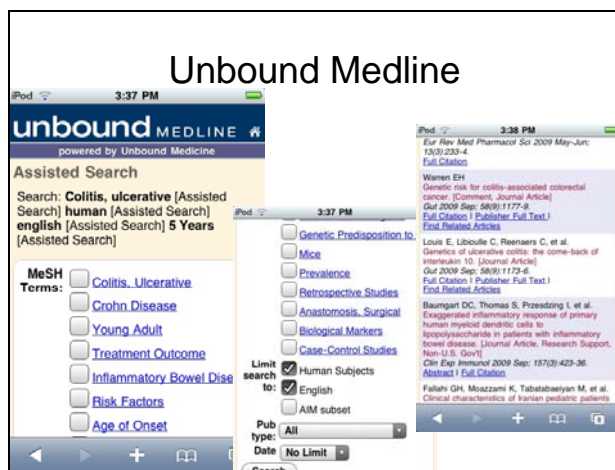 Unbound Medline
iPod 3:37 PM
unbound MEDLINE
powered by Unbound Medicine
Assisted Search
Search: Colitis, ulcerative [Assisted
Search] human [Assisted Search]
english [Assisted Search] 5 Years
[Assisted Search]
MeSH
Terms:
Colitis, Ulcerative
Crohn Disease
Young Adult
Treatment Outcome
Inflammatory Bowel Dise
Risk Factors
Age of Onset
iPod 3:37 PM
Genetic Predisposition to
Mice
Prevalence
Retrospective Studies
Anastomosis, Surgical
Biological Markers
Case-Control Studies
Limit
search
to:
Human Subjects
English
AIM subset
Pub
type: All
Date No Limit
Search
iPod 3:38 PM
Eur Rev Med Pharmacol Sci 2009 May-Jun;
13(3):233-4.
Full Citation
Warren EH
Genetic risk for colitis-associated colorectal
cancer. [Comment, Journal Article]
Gut 2009 Sep; 58(9):1177-9.
Full Citation | Publisher Full Text |
Find Related Articles
Louis E, Libioulle C, Reenaers C, et al.
Genetics of ulcerative colitis: the come-back of
interleukin 10. [Journal Article]
Gut 2009 Sep; 58(9):1173-6.
Full Citation | Publisher Full Text |
Find Related Articles
Baumgart DC, Thomas S, Przesdzing I, et al.
Exaggerated inflammatory response of primary
human myeloid dendritic cells to
lipopolysaccharide in patients with inflammatory
bowel disease. [Journal Article, Research Support,
Non-U.S. Gov't]
Clin Exp Immunol 2009 Sep; 157(3):423-36.
Abstract | Full Citation
Fallahi GH, Moazzami K, Tabatabaeiyan M, et al.
Clinical characteristics of Iranian pediatric patients